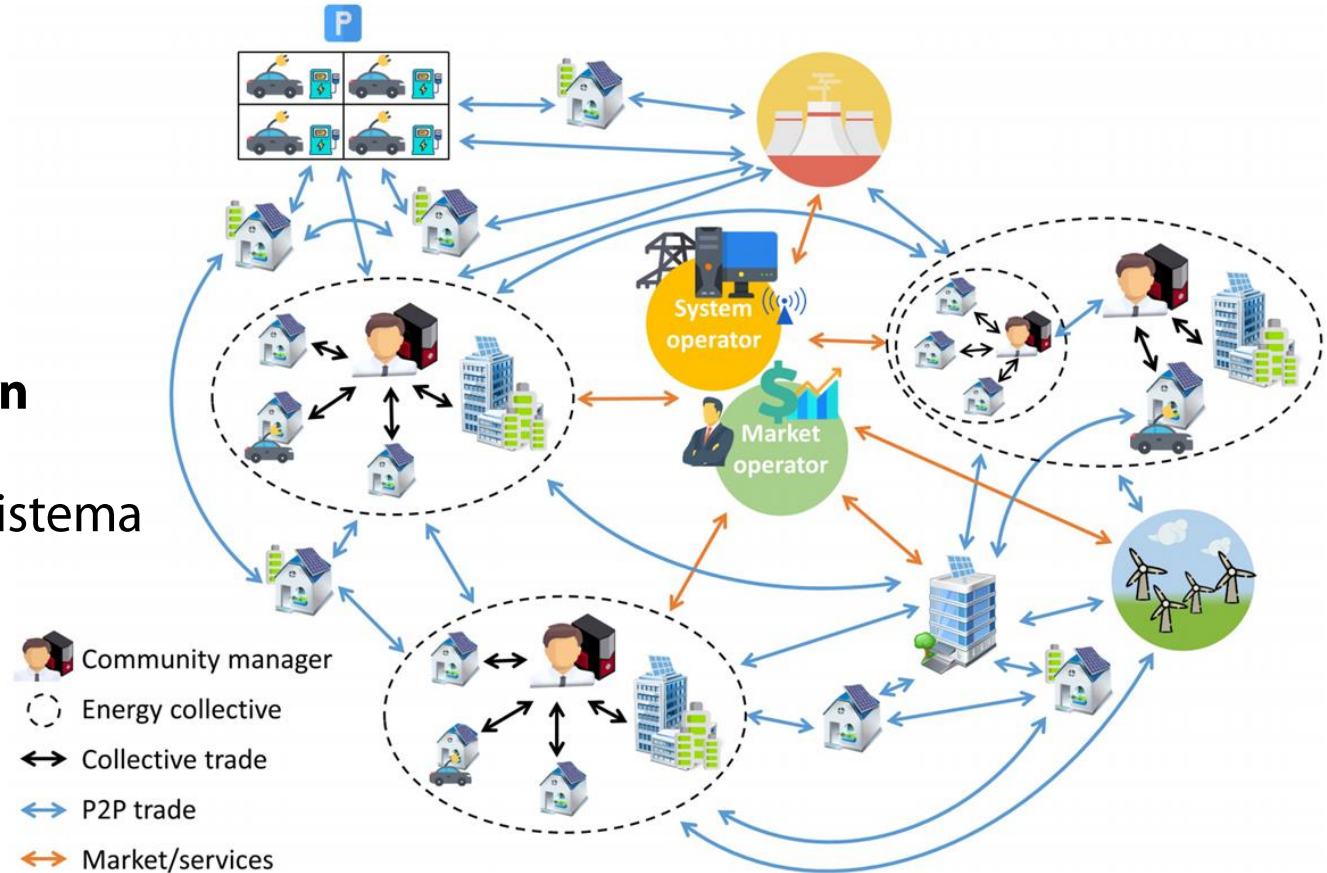 P
System
operator
n
Market
operator
istema
Community manager
Energy collective
Collective trade
P2P trade
Market/services